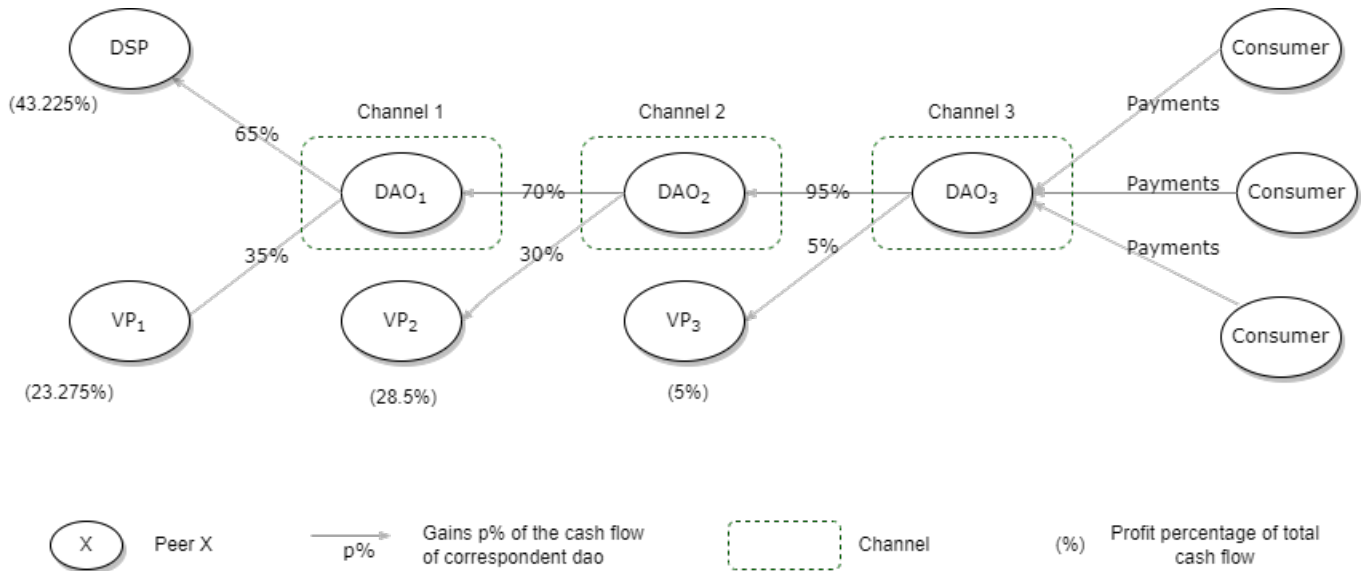 DSP
Consumer
(43.225%)
Channel 1
Channel 2
Channel 3
Payments
65%
DAO1
70%
DAO2
95%
DAO3
Payments
Consumer
35%
30%
5%
Payments
VP1
VP2
VP3
Consumer
(23.275%)
(28.5%)
(5%)
X
Peer X
p%
Gains p% of the cash flow
of correspondent dao
Channel
(%)
Profit percentage of total
cash flow